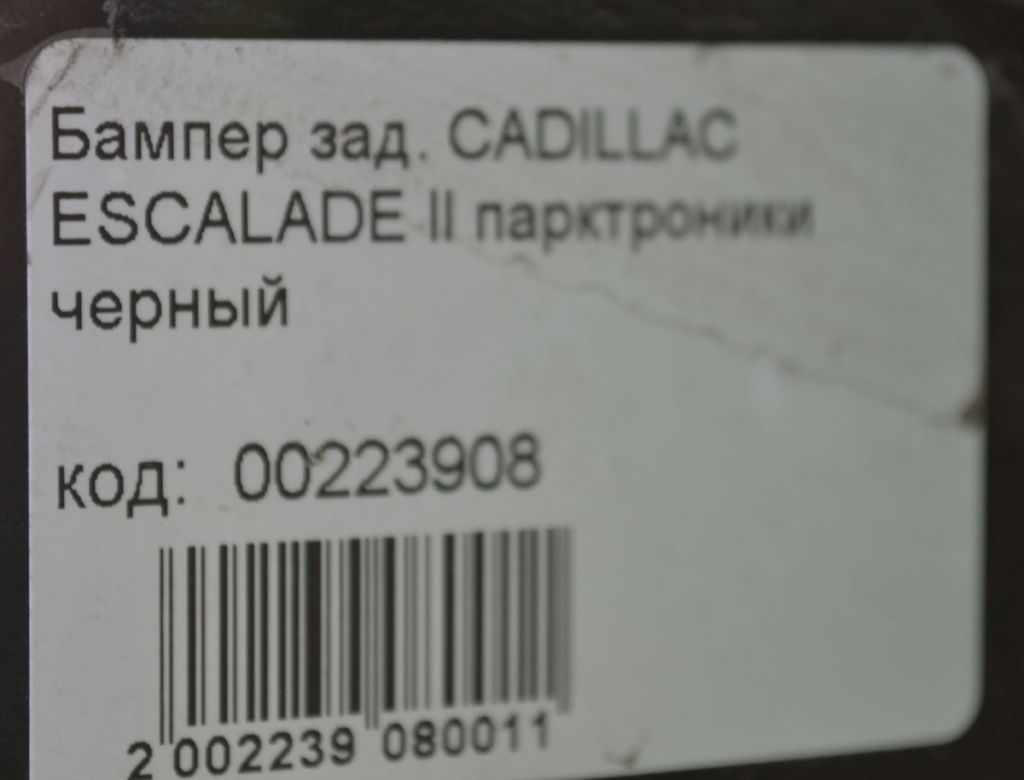 Бампер зад. CADILLAC
ESCALADE II парктроники
черный
код: 00223908
2 002239 080011